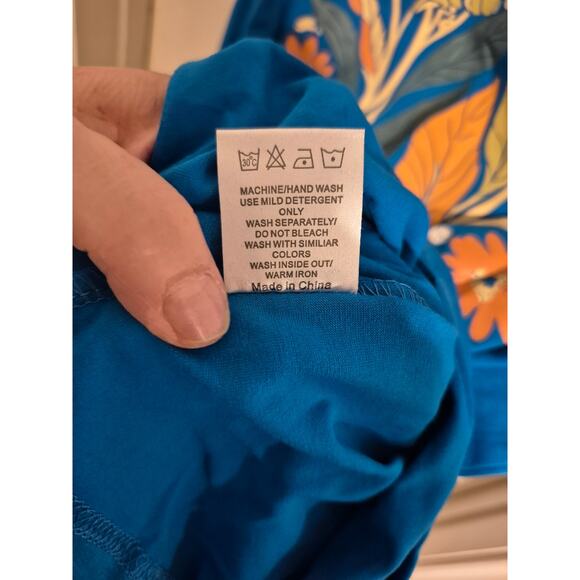 30°C
MACHINE/HAND WASH
USE MILD DETERGENT
ONLY
WASH SEPARATELY/
DO NOT BLEACH
WASH WITH SIMILIAR
COLORS
WASH INSIDE OUT/
WARM IRON
Made in China